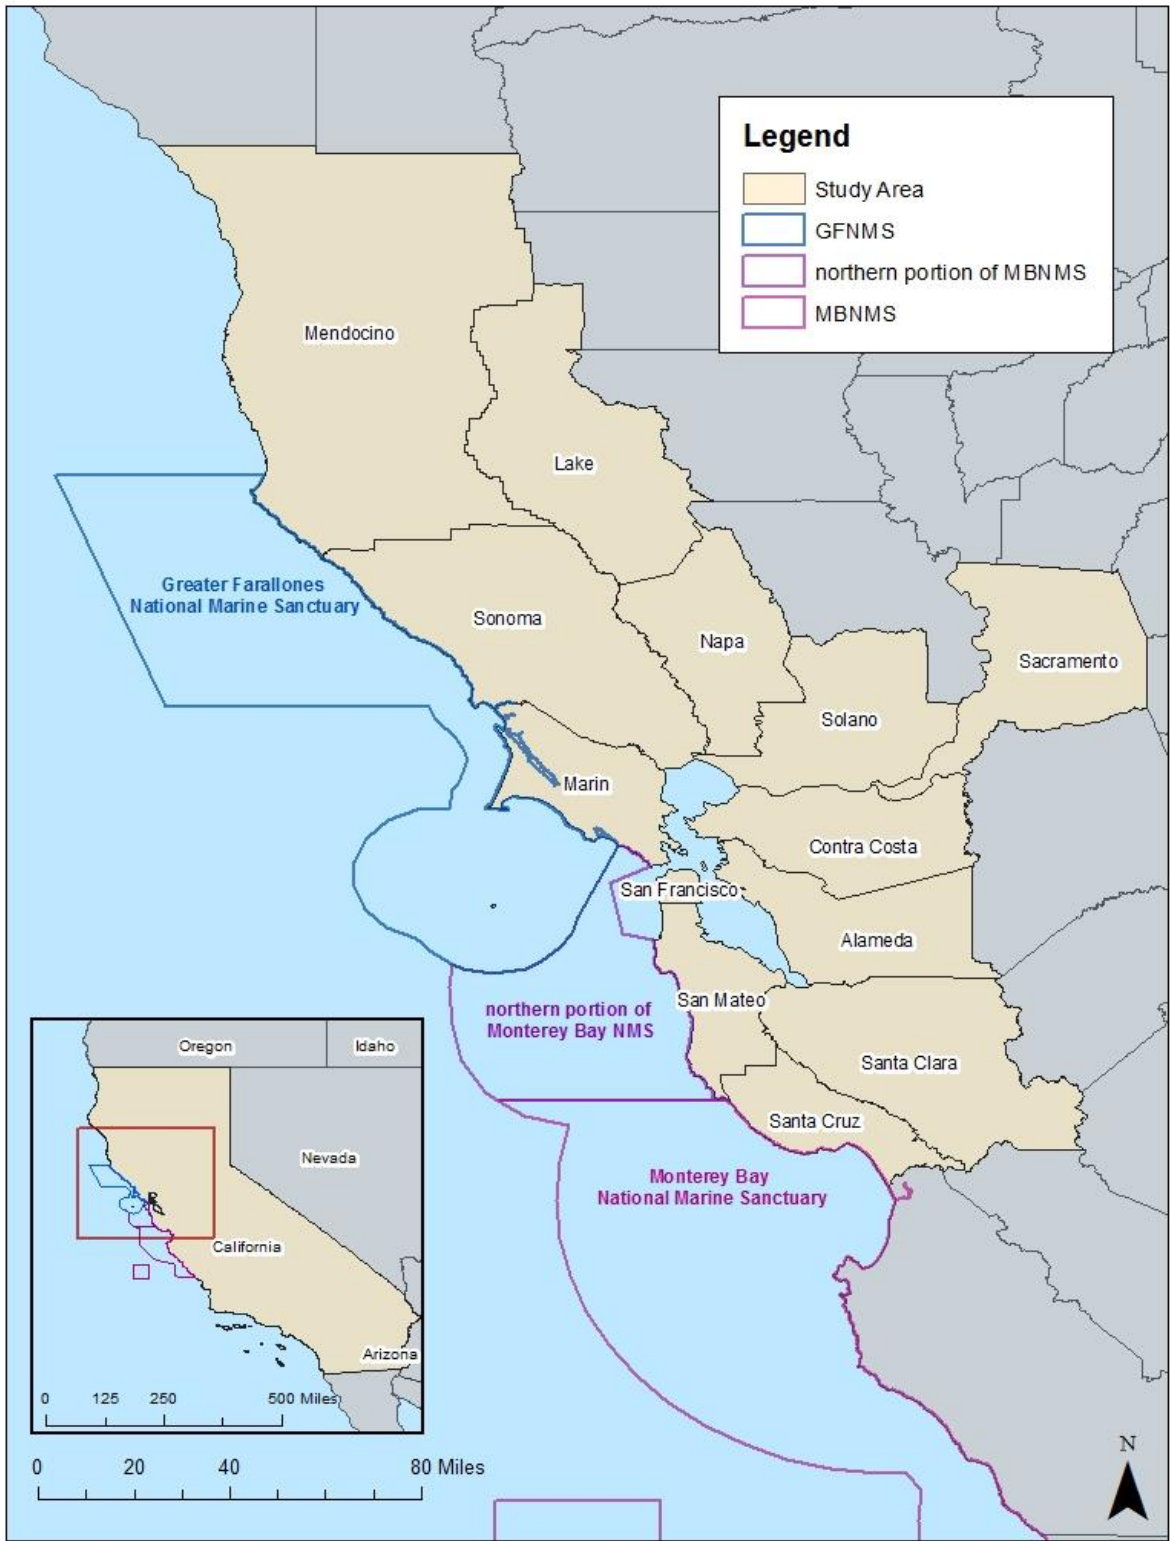 Legend
Study Area
GFNMS
northern portion of MBNMS
MBNMS
Mendocino
Lake
Greater Farallones
National Marine Sanctuary
Sonoma
Napa
Sacramento
Solano
Marin
Contra Costa
San Francisco
Alameda
San Mateo
northern portion of
Monterey Bay NMS
Santa Clara
Santa Cruz
Monterey Bay
National Marine Sanctuary
Oregon
Idaho
Nevada
California
Arizona
0 125 250 500 Miles
0 20 40 80 Miles
N